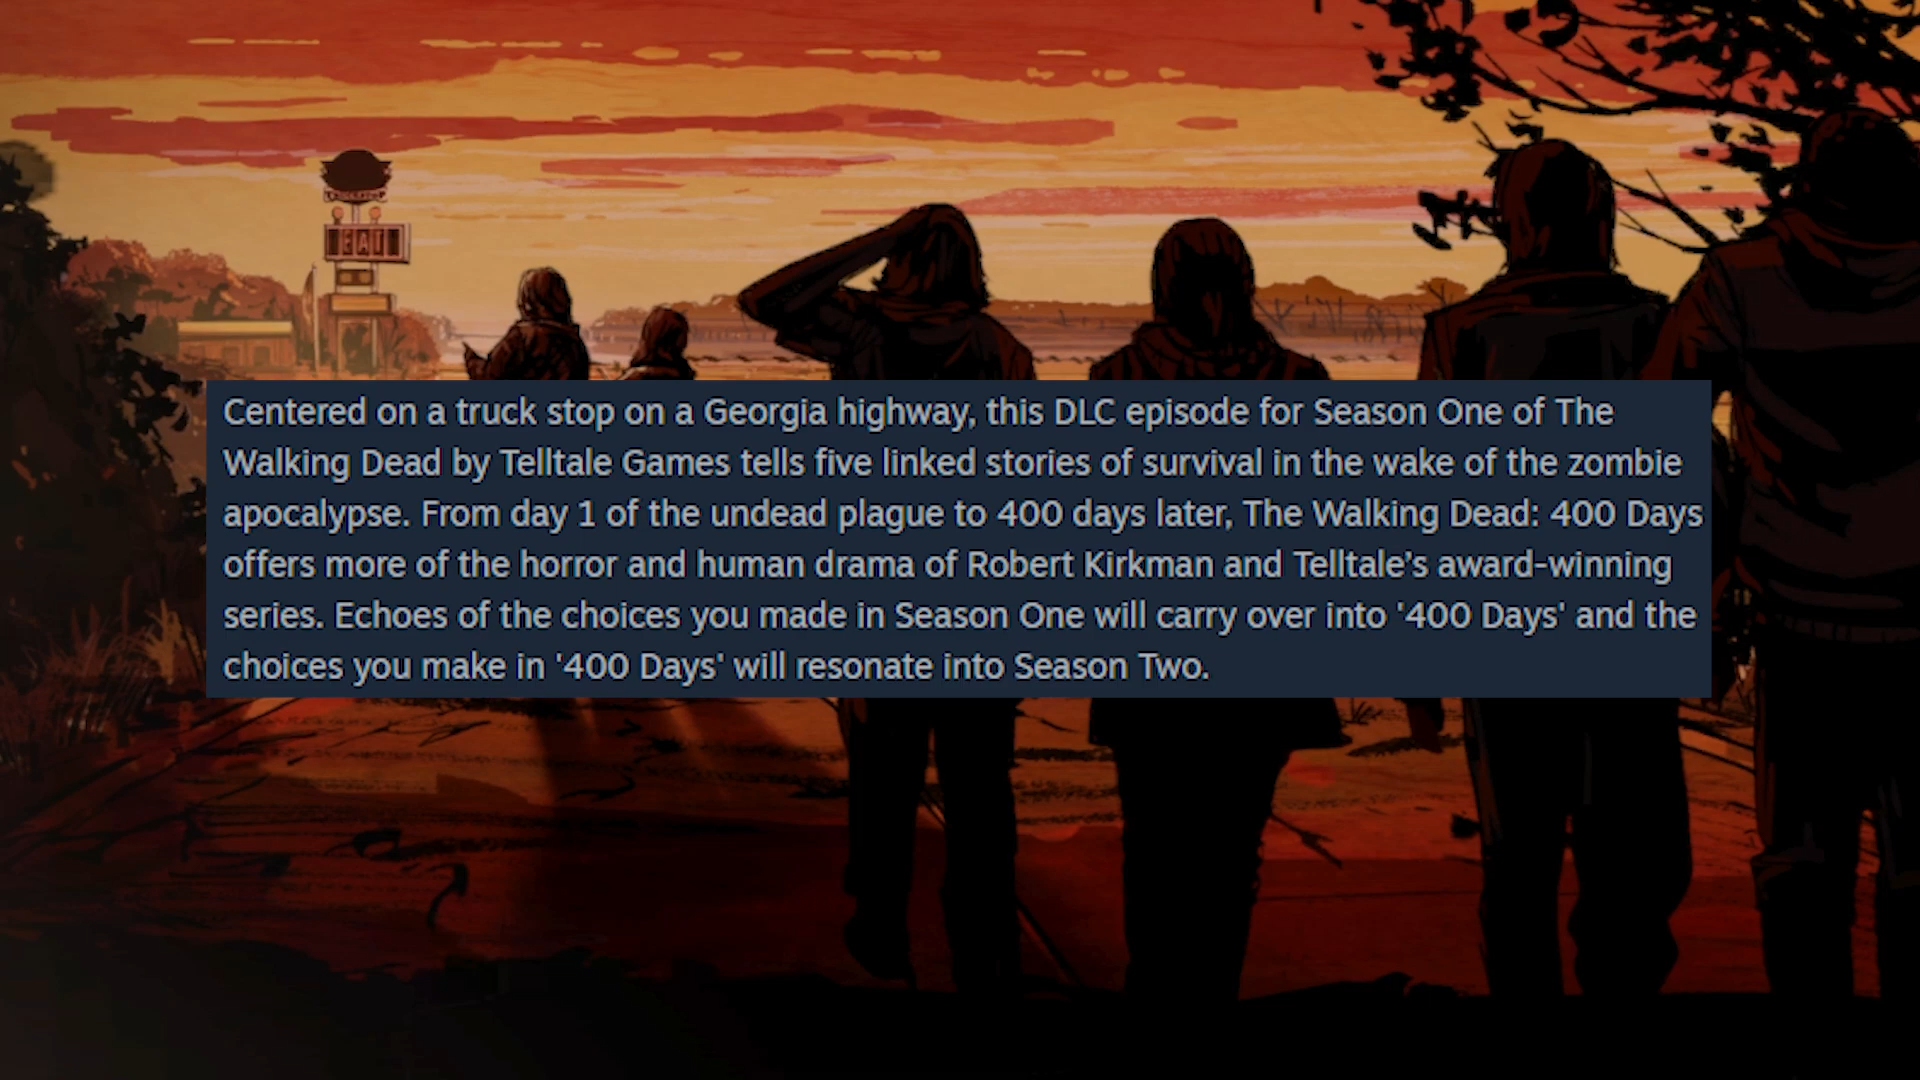 EAT
Centered on a truck stop on a Georgia highway, this DLC episode for Season One of The
Walking Dead by Telltale Games tells five linked stories of survival in the wake of the zombie
apocalypse. From day 1 of the undead plague to 400 days later, The Walking Dead: 400 Days
offers more of the horror and human drama of Robert Kirkman and Telltale’s award-winning
series. Echoes of the choices you made in Season One will carry over into '400 Days' and the
choices you make in '400 Days' will resonate into Season Two.